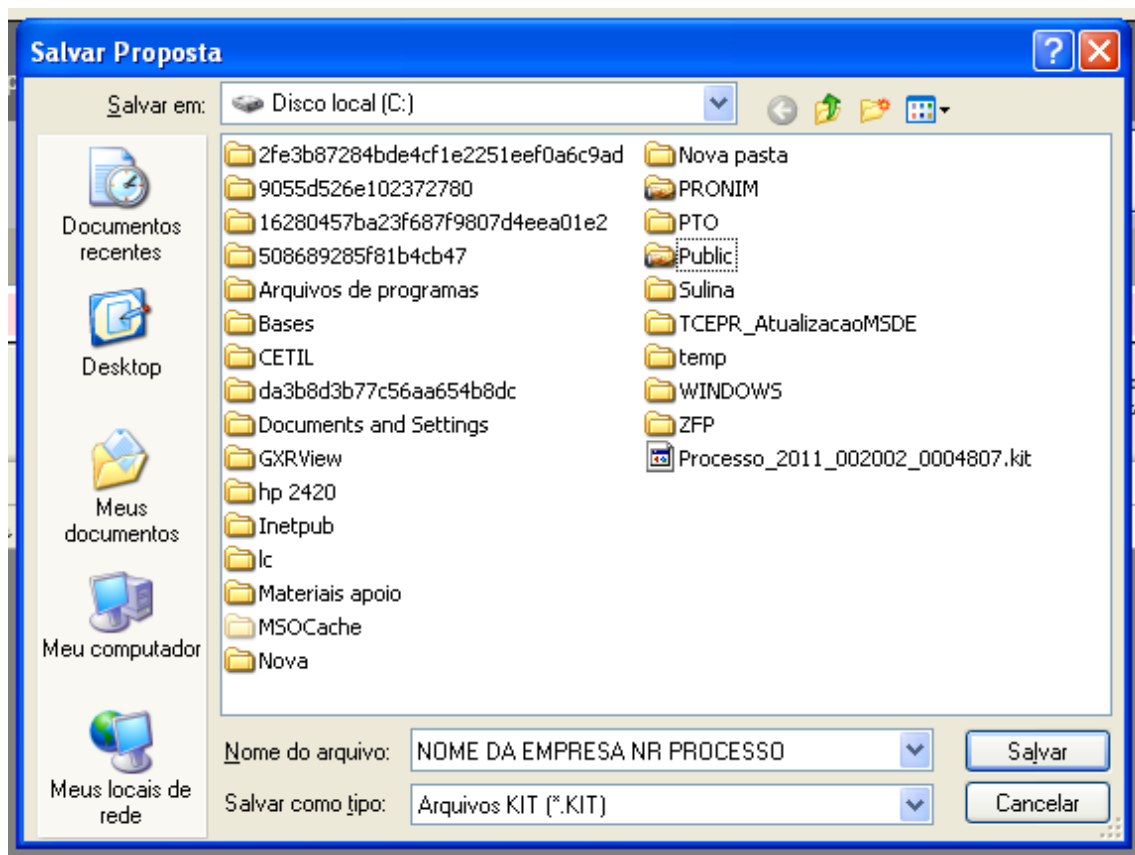 Salvar Proposta
Salvar em:
Disco local (C:)
Documentos
recentes
Desktop
Meus
documentos
Meu computador
Meus locais de
rede
2fe3b87284bde4cf1e2251eef0a6c9ad
9055d526e102372780
16280457ba23f687f9807d4eea01e2
508689285f81b4cb47
Arquivos de programas
Bases
CETIL
da3b8d3b77c56aa654b8dc
Documents and Settings
GXRView
hp 2420
Inetpub
lc
Materiais apoio
MSOCache
Nova
Nova pasta
PRONIM
PTO
Public
Sulina
TCEPR_AtualizacaoMSDE
temp
WINDOWS
ZFP
Processo_2011_002002_0004807.kit
Nome do arquivo:
NOME DA EMPRESA NR PROCESSO
Salvar
Salvar como tipo:
Arquivos KIT (*.KIT)
Cancelar